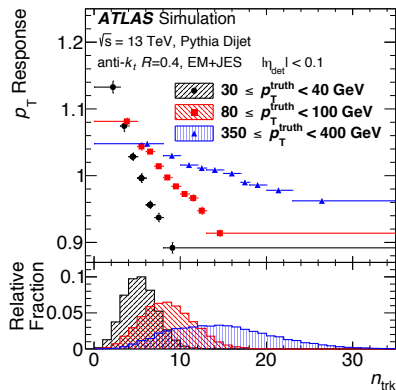 ATLAS Simulation
√s = 13 TeV, Pythia Dijet
anti-kt R=0.4, EM+JES |ηdet| < 0.1
30 ≤ pTtruth < 40 GeV
80 ≤ pTtruth < 100 GeV
350 ≤ pTtruth < 400 GeV
pT Response
1.2
1.1
1
0.9
Relative
Fraction
0.1
0.05
0
0 10 20 30
ntrk